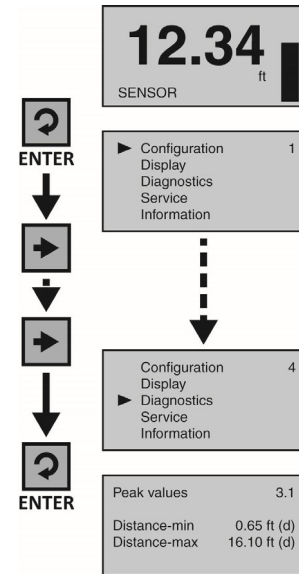 12.34
ft
SENSOR
ENTER
Configuration 1
Display
Diagnostics
Service
Information
Configuration 4
Display
Diagnostics
Service
Information
ENTER
Peak values 3.1
Distance-min 0.65 ft (d)
Distance-max 16.10 ft (d)